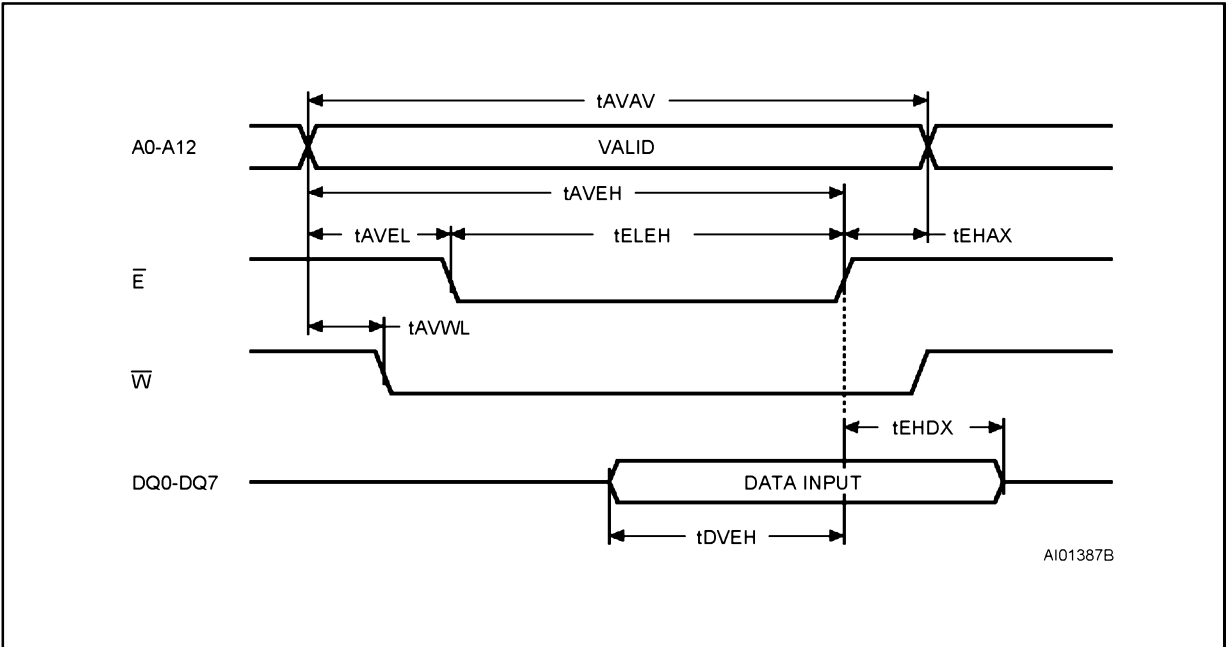 tAVAV
A0-A12 VALID
tAVEH
tAVEL tELEH tEHAX
E̅
tAVWL
W̅
tEHDX
DQ0-DQ7 DATA INPUT
tDVEH
AI01387B